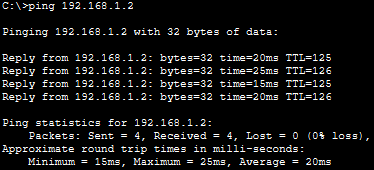 C:\>ping 192.168.1.2
Pinging 192.168.1.2 with 32 bytes of data:
Reply from 192.168.1.2: bytes=32 time=20ms TTL=125
Reply from 192.168.1.2: bytes=32 time=25ms TTL=126
Reply from 192.168.1.2: bytes=32 time=15ms TTL=125
Reply from 192.168.1.2: bytes=32 time=20ms TTL=126
Ping statistics for 192.168.1.2:
Packets: Sent = 4, Received = 4, Lost = 0 (0% loss),
Approximate round trip times in milli-seconds:
Minimum = 15ms, Maximum = 25ms, Average = 20ms